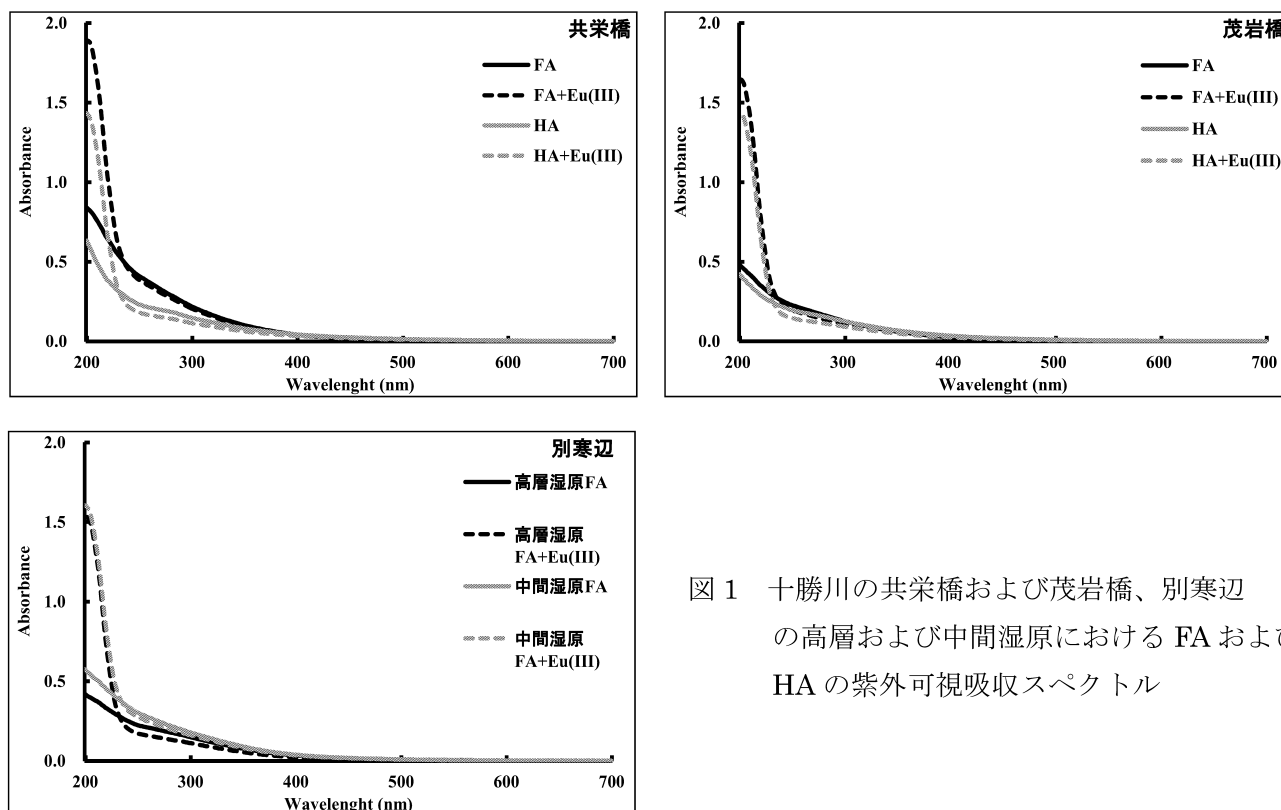 共栄橋
2.0
1.5
1.0
0.5
0.0
Absorbance
FA
FA+Eu(III)
HA
HA+Eu(III)
200 300 400 500 600 700
Wavelenght (nm)
茂岩橋
2.0
1.5
1.0
0.5
0.0
Absorbance
FA
FA+Eu(III)
HA
HA+Eu(III)
200 300 400 500 600 700
Wavelenght (nm)
別寒辺
2.0
1.5
1.0
0.5
0.0
Absorbance
高層湿原FA
高層湿原
FA+Eu(III)
中間湿原FA
中間湿原
FA+Eu(III)
200 300 400 500 600 700
Wavelenght (nm)
図 1 十勝川の共栄橋および茂岩橋、別寒辺
の高層および中間湿原における FA および
HA の紫外可視吸収スペクトル